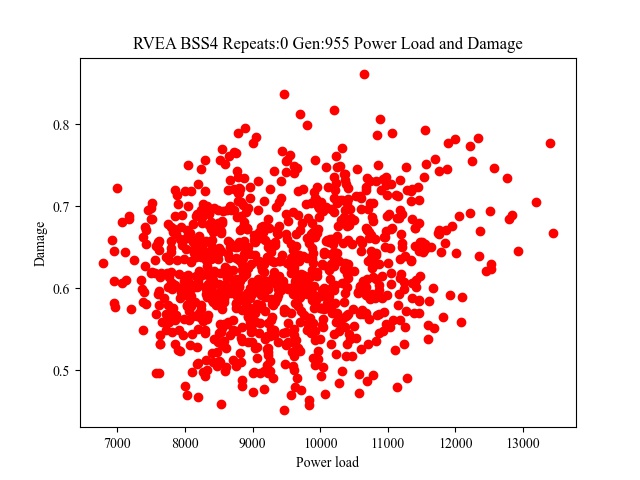 RVEA BSS4 Repeats:0 Gen:955 Power Load and Damage
0.8
0.7
0.6
0.5
Damage
7000 8000 9000 10000 11000 12000 13000
Power load